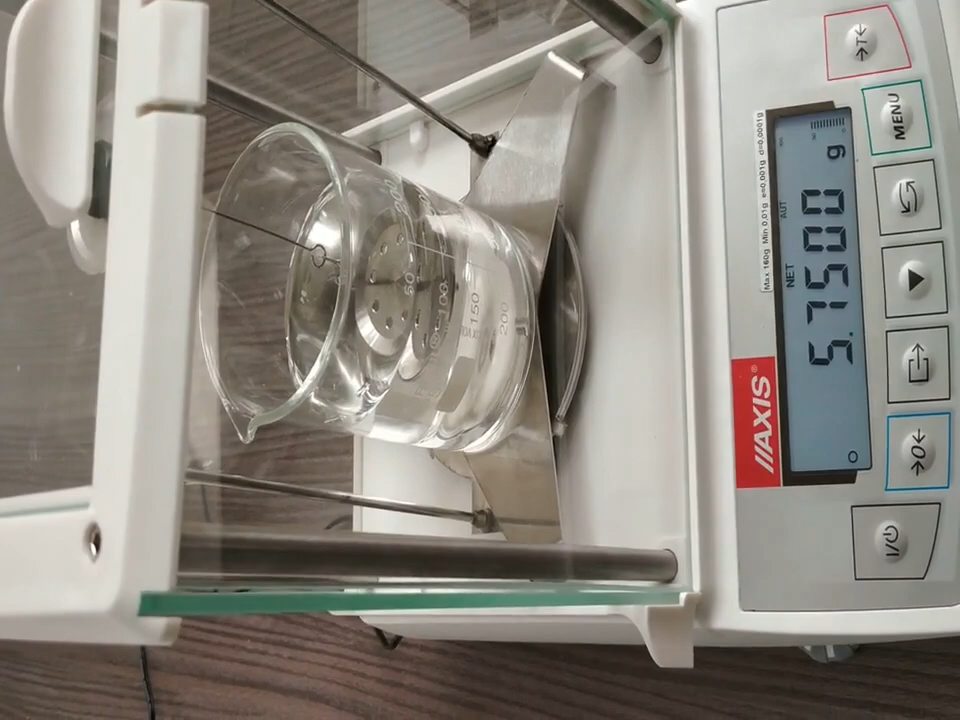 50
100
150
200
Max 160g Min 0,01g e=0,001g d=0,0001g
NET
AUT
5.7500 g
//AXIS®
I/⏻
→0←
MENU
→T←